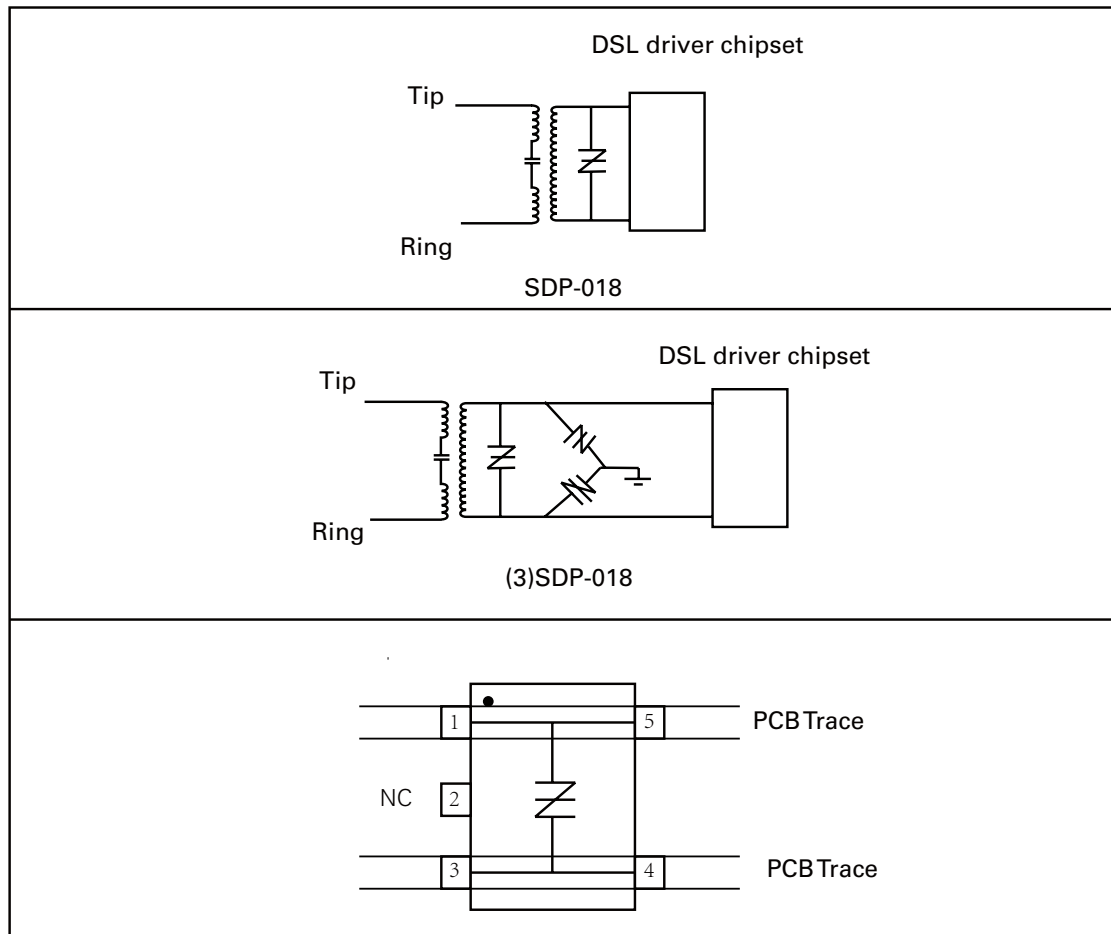 DSL driver chipset
Tip
Ring
SDP-018
DSL driver chipset
Tip
Ring
(3)SDP-018
1
5
PCB Trace
NC
2
3
4
PCB Trace